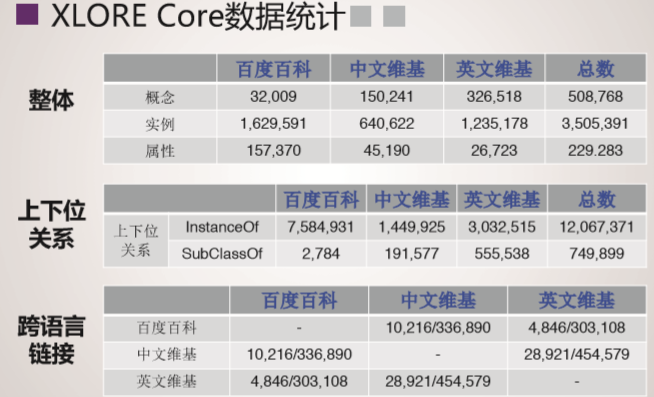 XLORE Core数据统计
整体
百度百科 中文维基 英文维基 总数
概念 32,009 150,241 326,518 508,768
实例 1,629,591 640,622 1,235,178 3,505,391
属性 157,370 45,190 26,723 229.283
上下位
关系
百度百科 中文维基 英文维基 总数
上下位
关系
InstanceOf 7,584,931 1,449,925 3,032,515 12,067,371
SubClassOf 2,784 191,577 555,538 749,899
跨语言
链接
百度百科 中文维基 英文维基
百度百科 - 10,216/336,890 4,846/303,108
中文维基 10,216/336,890 - 28,921/454,579
英文维基 4,846/303,108 28,921/454,579 -